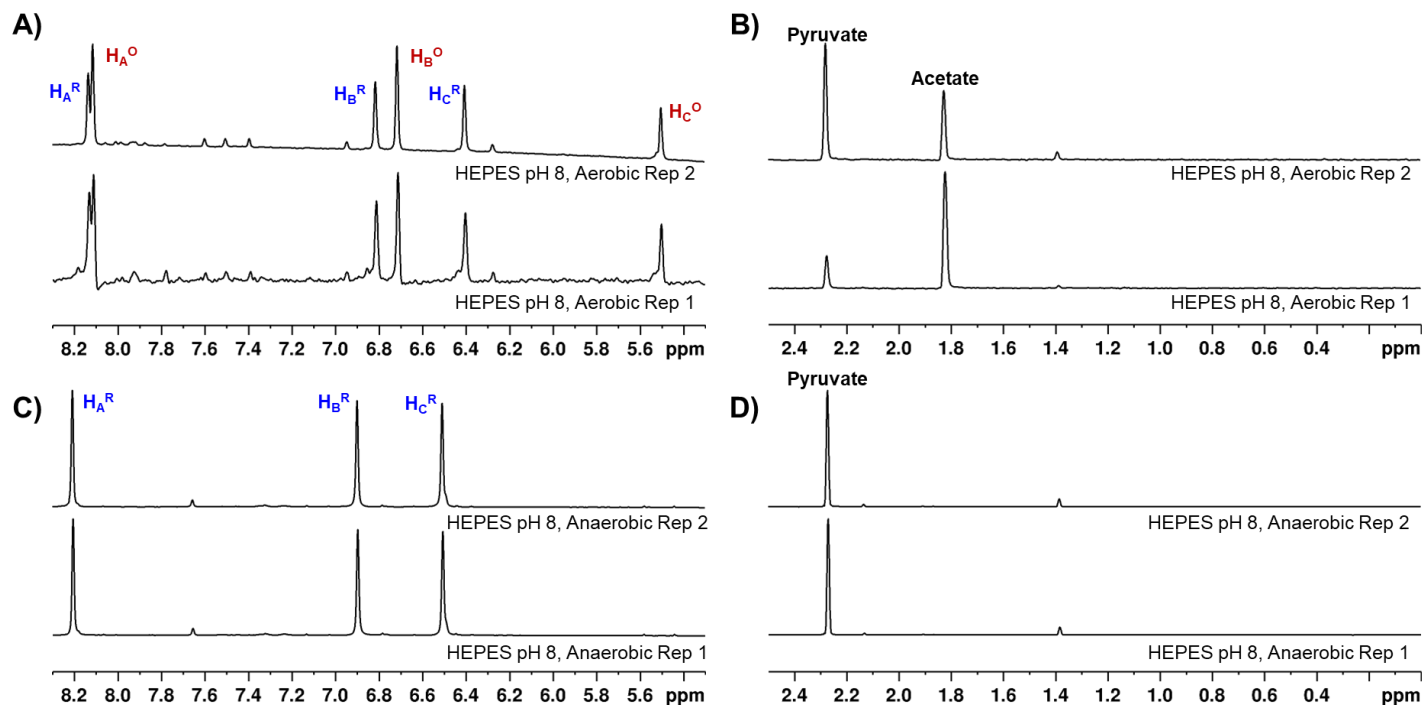 A)
H_A^O
H_A^R
H_B^R
H_B^O
H_C^R
H_C^O
HEPES pH 8, Aerobic Rep 2
HEPES pH 8, Aerobic Rep 1
8.2 8.0 7.8 7.6 7.4 7.2 7.0 6.8 6.6 6.4 6.2 6.0 5.8 5.6 ppm
B)
Pyruvate
Acetate
HEPES pH 8, Aerobic Rep 2
HEPES pH 8, Aerobic Rep 1
2.4 2.2 2.0 1.8 1.6 1.4 1.2 1.0 0.8 0.6 0.4 ppm
C)
H_A^R
H_B^R
H_C^R
HEPES pH 8, Anaerobic Rep 2
HEPES pH 8, Anaerobic Rep 1
8.2 8.0 7.8 7.6 7.4 7.2 7.0 6.8 6.6 6.4 6.2 6.0 5.8 5.6 ppm
D)
Pyruvate
HEPES pH 8, Anaerobic Rep 2
HEPES pH 8, Anaerobic Rep 1
2.4 2.2 2.0 1.8 1.6 1.4 1.2 1.0 0.8 0.6 0.4 ppm